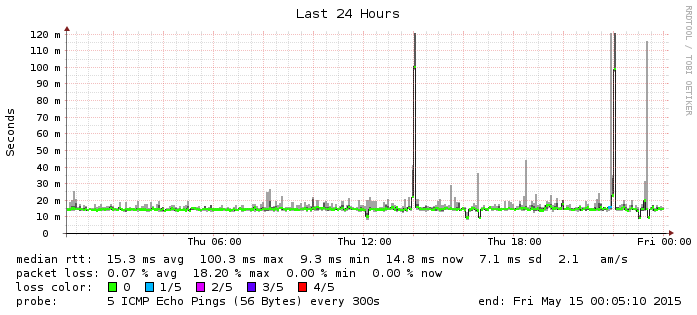 Last 24 Hours
RRDTOOL / TOBI OETIKER
Seconds
120 m
110 m
100 m
90 m
80 m
70 m
60 m
50 m
40 m
30 m
20 m
10 m
0
Thu 06:00 Thu 12:00 Thu 18:00 Fri 00:00
median rtt: 15.3 ms avg 100.3 ms max 9.3 ms min 14.8 ms now 7.1 ms sd 2.1 am/s
packet loss: 0.07 % avg 18.20 % max 0.00 % min 0.00 % now
loss color: 0 1/5 2/5 3/5 4/5
probe: 5 ICMP Echo Pings (56 Bytes) every 300s end: Fri May 15 00:05:10 2015